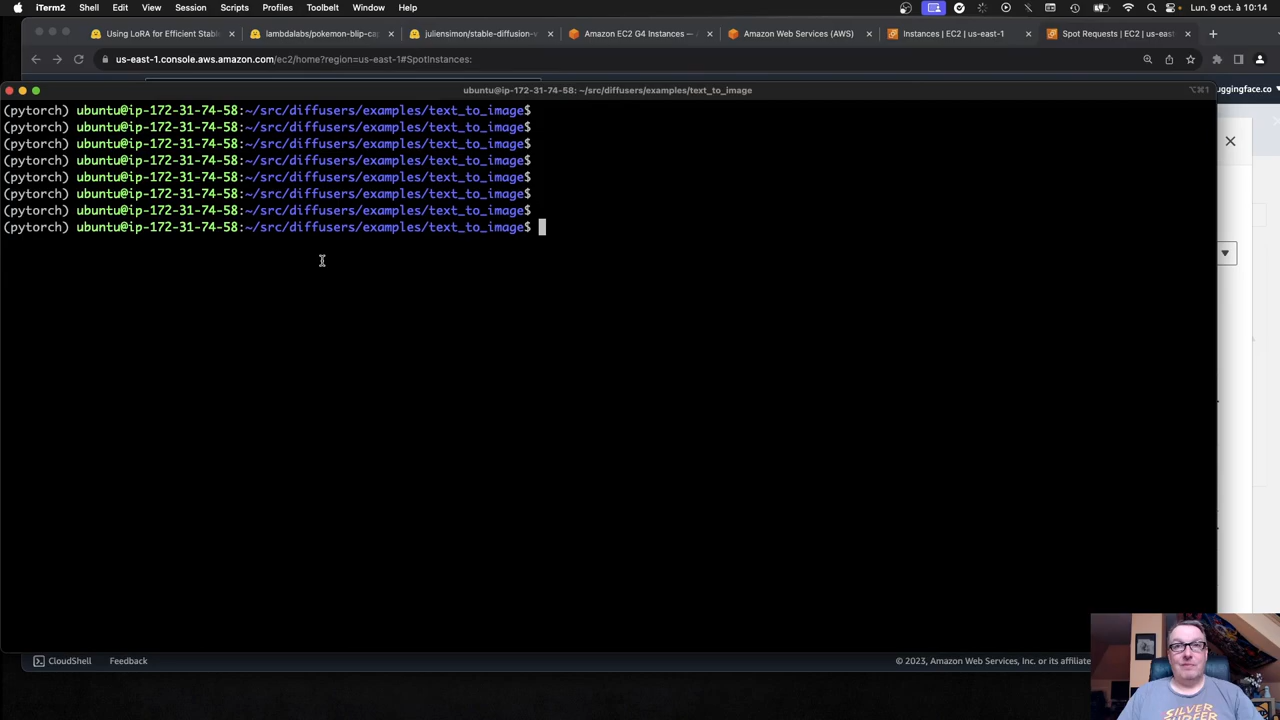 iTerm2 Shell Edit View Session Scripts Profiles Toolbelt Window Help Lun. 9 oct. à 10:14
Using LoRA for Efficient Stable lambdalabs/pokemon-blip-cap juliensimon/stable-diffusion-v Amazon EC2 G4 Instances — Amazon Web Services (AWS) Instances | EC2 | us-east-1 Spot Requests | EC2 | us-east
us-east-1.console.aws.amazon.com/ec2/home?region=us-east-1#SpotInstances:
ubuntu@ip-172-31-74-58: ~/src/diffusers/examples/text_to_image ⌥⌘1
uggingface.co
(pytorch) ubuntu@ip-172-31-74-58:~/src/diffusers/examples/text_to_image$
(pytorch) ubuntu@ip-172-31-74-58:~/src/diffusers/examples/text_to_image$
(pytorch) ubuntu@ip-172-31-74-58:~/src/diffusers/examples/text_to_image$
(pytorch) ubuntu@ip-172-31-74-58:~/src/diffusers/examples/text_to_image$
(pytorch) ubuntu@ip-172-31-74-58:~/src/diffusers/examples/text_to_image$
(pytorch) ubuntu@ip-172-31-74-58:~/src/diffusers/examples/text_to_image$
(pytorch) ubuntu@ip-172-31-74-58:~/src/diffusers/examples/text_to_image$
(pytorch) ubuntu@ip-172-31-74-58:~/src/diffusers/examples/text_to_image$
CloudShell Feedback © 2023, Amazon Web Services, Inc. or its affiliate
SILVER